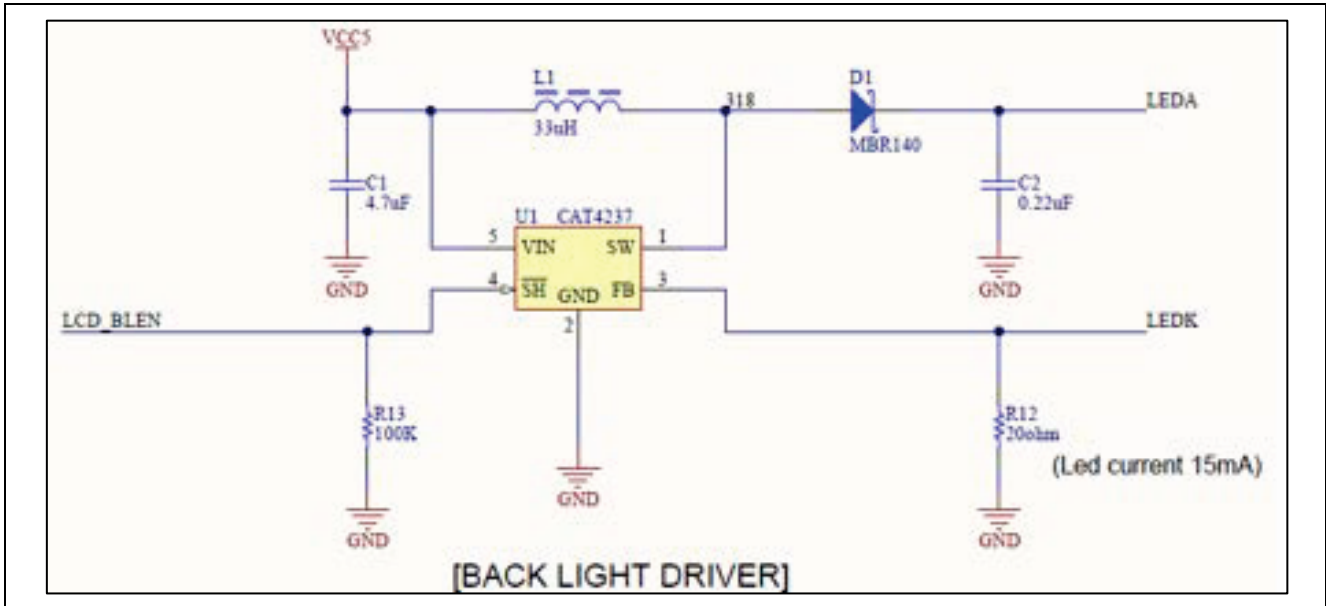 VCC5
L1
33uH
318
D1
MBR140
LEDA
C1
4.7uF
C2
0.22uF
GND
GND
U1 CAT4237
5 VIN SW 1
4 SH GND FB 3
2
LCD_BLEN
LEDK
R13
100K
R12
20ohm
(Led current 15mA)
GND
GND
GND
[BACK LIGHT DRIVER]